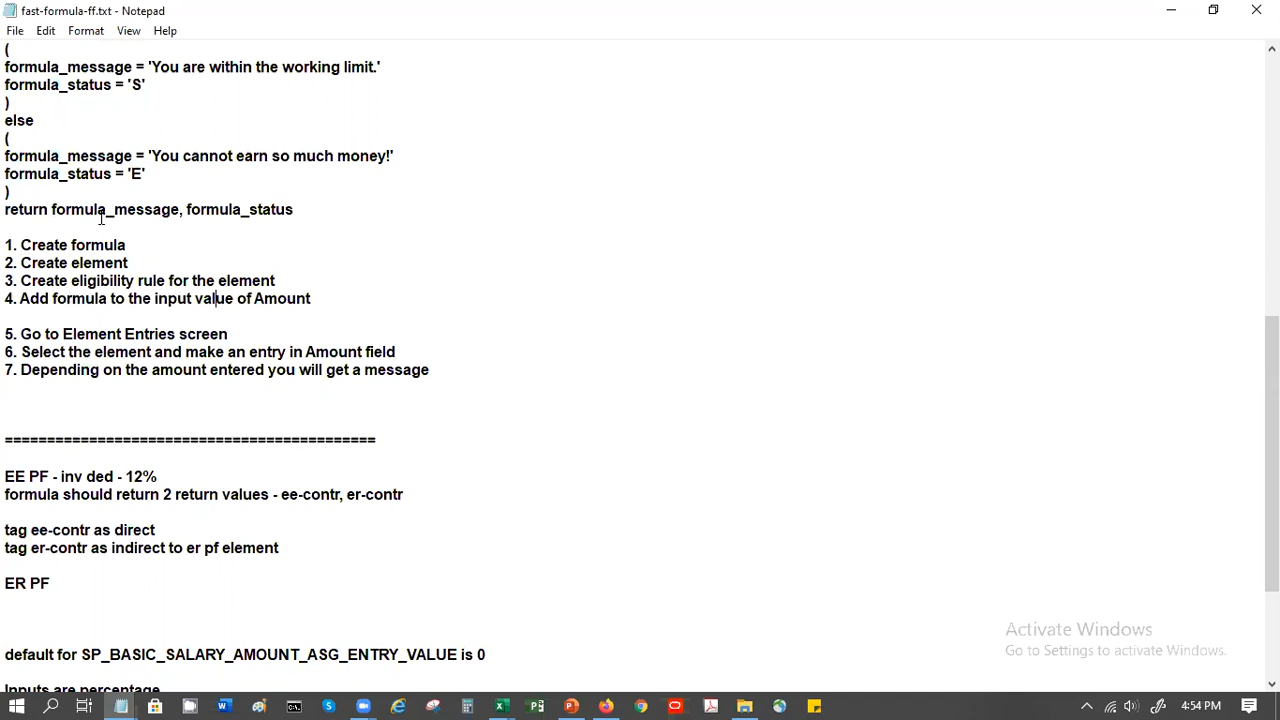 fast-formula-ff.txt - Notepad
File Edit Format View Help
(
formula_message = 'You are within the working limit.'
formula_status = 'S'
)
else
(
formula_message = 'You cannot earn so much money!'
formula_status = 'E'
)
return formula_message, formula_status
1. Create formula
2. Create element
3. Create eligibility rule for the element
4. Add formula to the input value of Amount
5. Go to Element Entries screen
6. Select the element and make an entry in Amount field
7. Depending on the amount entered you will get a message
============================================
EE PF - inv ded - 12%
formula should return 2 return values - ee-contr, er-contr
tag ee-contr as direct
tag er-contr as indirect to er pf element
ER PF
default for SP_BASIC_SALARY_AMOUNT_ASG_ENTRY_VALUE is 0
Inputs are percentage
Activate Windows
Go to Settings to activate Windows.
4:54 PM